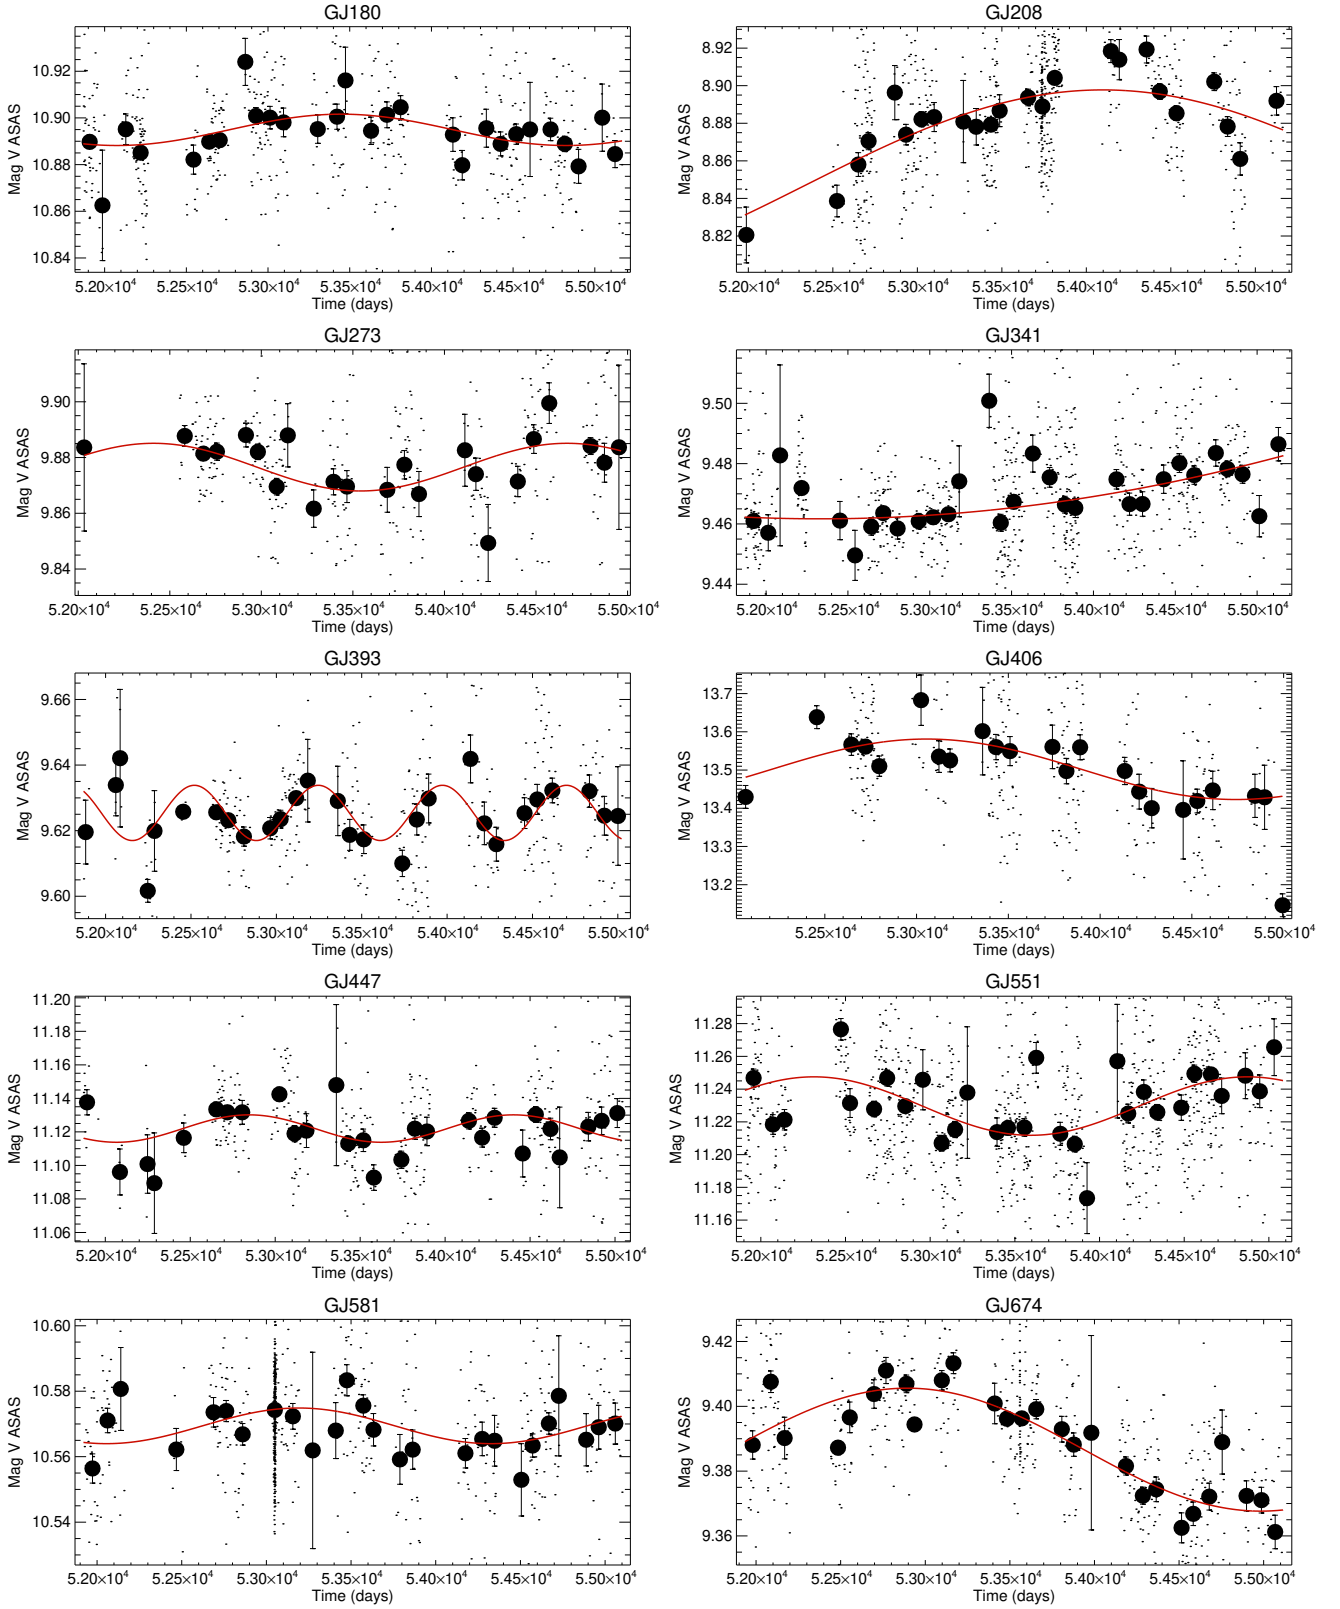 GJ180
Mag V ASAS
10.92
10.90
10.88
10.86
10.84
5.20×10⁴ 5.25×10⁴ 5.30×10⁴ 5.35×10⁴ 5.40×10⁴ 5.45×10⁴ 5.50×10⁴
Time (days)
GJ208
Mag V ASAS
8.92
8.90
8.88
8.86
8.84
8.82
5.20×10⁴ 5.25×10⁴ 5.30×10⁴ 5.35×10⁴ 5.40×10⁴ 5.45×10⁴ 5.50×10⁴
Time (days)
GJ273
Mag V ASAS
9.90
9.88
9.86
9.84
5.20×10⁴ 5.25×10⁴ 5.30×10⁴ 5.35×10⁴ 5.40×10⁴ 5.45×10⁴ 5.50×10⁴
Time (days)
GJ341
Mag V ASAS
9.50
9.48
9.46
9.44
5.20×10⁴ 5.25×10⁴ 5.30×10⁴ 5.35×10⁴ 5.40×10⁴ 5.45×10⁴ 5.50×10⁴
Time (days)
GJ393
Mag V ASAS
9.66
9.64
9.62
9.60
5.20×10⁴ 5.25×10⁴ 5.30×10⁴ 5.35×10⁴ 5.40×10⁴ 5.45×10⁴ 5.50×10⁴
Time (days)
GJ406
Mag V ASAS
13.7
13.6
13.5
13.4
13.3
13.2
5.25×10⁴ 5.30×10⁴ 5.35×10⁴ 5.40×10⁴ 5.45×10⁴ 5.50×10⁴
Time (days)
GJ447
Mag V ASAS
11.20
11.18
11.16
11.14
11.12
11.10
11.08
11.06
5.20×10⁴ 5.25×10⁴ 5.30×10⁴ 5.35×10⁴ 5.40×10⁴ 5.45×10⁴ 5.50×10⁴
Time (days)
GJ551
Mag V ASAS
11.28
11.26
11.24
11.22
11.20
11.18
11.16
5.20×10⁴ 5.25×10⁴ 5.30×10⁴ 5.35×10⁴ 5.40×10⁴ 5.45×10⁴ 5.50×10⁴
Time (days)
GJ581
Mag V ASAS
10.60
10.58
10.56
10.54
5.20×10⁴ 5.25×10⁴ 5.30×10⁴ 5.35×10⁴ 5.40×10⁴ 5.45×10⁴ 5.50×10⁴
Time (days)
GJ674
Mag V ASAS
9.42
9.40
9.38
9.36
5.20×10⁴ 5.25×10⁴ 5.30×10⁴ 5.35×10⁴ 5.40×10⁴ 5.45×10⁴ 5.50×10⁴
Time (days)